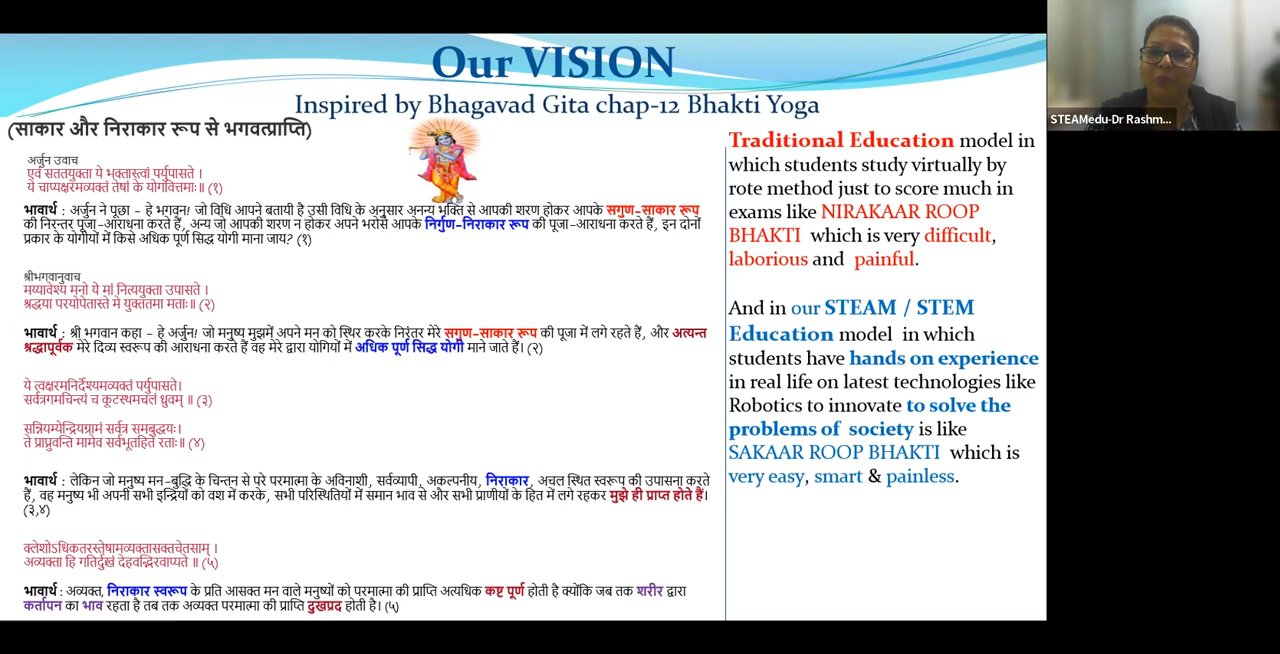 Our VISION
Inspired by Bhagavad Gita chap-12 Bhakti Yoga
(साकार और निराकार रूप से भगवत्प्राप्ति)
अर्जुन उवाच
एवं सततयुक्ता ये भक्तास्त्वां पर्युपासते ।
ये चाप्यक्षरमव्यक्तं तेषां के योगवित्तमाः॥ (१)
भावार्थ : अर्जुन ने पूछा - हे भगवन! जो विधि आपने बतायी है उसी विधि के अनुसार अनन्य भक्ति से आपकी शरण होकर आपके सगुण-साकार रूप
की निरन्तर पूजा-आराधना करते हैं, अन्य जो आपकी शरण न होकर अपने भरोसे आपके निर्गुण-निराकार रूप की पूजा-आराधना करते हैं, इन दोनों
प्रकार के योगीयों में किसे अधिक पूर्ण सिद्ध योगी माना जाय? (१)
श्रीभगवानुवाच
मय्यावेश्य मनो ये मां नित्ययुक्ता उपासते ।
श्रद्धया परयोपेतास्ते मे युक्ततमा मताः॥ (२)
भावार्थ : श्री भगवान कहा - हे अर्जुन! जो मनुष्य मुझमें अपने मन को स्थिर करके निरंतर मेरे सगुण-साकार रूप की पूजा में लगे रहते हैं, और अत्यन्त
श्रद्धापूर्वक मेरे दिव्य स्वरूप की आराधना करते हैं वह मेरे द्वारा योगियों में अधिक पूर्ण सिद्ध योगी माने जाते हैं। (२)
ये त्वक्षरमनिर्देश्यमव्यक्तं पर्युपासते।
सर्वत्रगमचिन्त्यं च कूटस्थमचलं ध्रुवम् ॥ (३)
सन्नियम्येन्द्रियग्रामं सर्वत्र समबुद्धयः।
ते प्राप्नुवन्ति मामेव सर्वभूतहिते रताः॥ (४)
भावार्थ : लेकिन जो मनुष्य मन-बुद्धि के चिन्तन से परे परमात्मा के अविनाशी, सर्वव्यापी, अकल्पनीय, निराकार, अचल स्थित स्वरूप की उपासना करते
हैं, वह मनुष्य भी अपनी सभी इन्द्रियों को वश में करके, सभी परिस्थितियों में समान भाव से और सभी प्राणीयों के हित में लगे रहकर मुझे ही प्राप्त होते हैं।
(३,४)
क्लेशोऽधिकतरस्तेषामव्यक्तासक्तचेतसाम् ।
अव्यक्ता हि गतिर्दुखं देहवद्भिरवाप्यते ॥ (५)
भावार्थ : अव्यक्त, निराकार स्वरूप के प्रति आसक्त मन वाले मनुष्यों को परमात्मा की प्राप्ति अत्यधिक कष्ट पूर्ण होती है क्योंकि जब तक शरीर द्वारा
कर्तापन का भाव रहता है तब तक अव्यक्त परमात्मा की प्राप्ति दुखप्रद होती है। (५)
Traditional Education model in
which students study virtually by
rote method just to score much in
exams like NIRAKAAR ROOP
BHAKTI which is very difficult,
laborious and painful.
And in our STEAM / STEM
Education model in which
students have hands on experience
in real life on latest technologies like
Robotics to innovate to solve the
problems of society is like
SAKAAR ROOP BHAKTI which is
very easy, smart & painless.
STEAMedu-Dr Rashm...